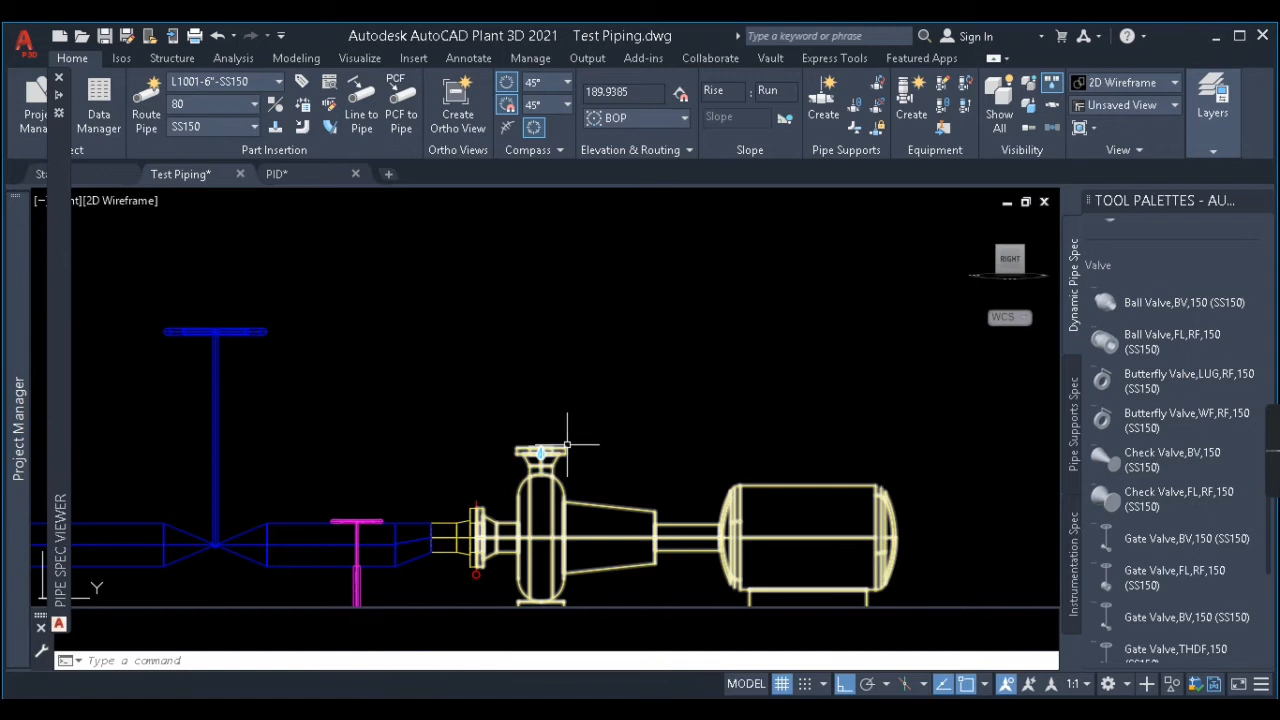 Autodesk AutoCAD Plant 3D 2021 Test Piping.dwg
Type a keyword or phrase
Sign In
P3D
Home Isos Structure Analysis Modeling Visualize Insert Annotate Manage Output Add-ins Collaborate Vault Express Tools Featured Apps
L1001-6"-SS150
80
SS150
Data
Manager
Route
Pipe
PCF
Line to
Pipe
PCF to
Pipe
Part Insertion
Create
Ortho View
Ortho Views
45°
45°
Compass
189.9385
BOP
Elevation & Routing
Rise : Run
Slope
Slope
Create
Pipe Supports
Create
Equipment
Show
All
Visibility
2D Wireframe
Unsaved View
View
Layers
Test Piping*
PID*
[2D Wireframe]
RIGHT
WCS
Y
Project Manager
PIPE SPEC VIEWER
Type a command
TOOL PALETTES - AU...
Dynamic Pipe Spec
Pipe Supports Spec
Instrumentation Spec
Valve
Ball Valve,BV,150 (SS150)
Ball Valve,FL,RF,150
(SS150)
Butterfly Valve,LUG,RF,150
(SS150)
Butterfly Valve,WF,RF,150
(SS150)
Check Valve,BV,150
(SS150)
Check Valve,FL,RF,150
(SS150)
Gate Valve,BV,150 (SS150)
Gate Valve,FL,RF,150
(SS150)
Gate Valve,BV,150 (SS150)
Gate Valve,THDF,150
MODEL
1:1